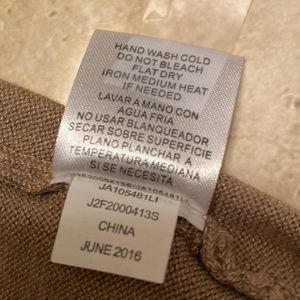 HAND WASH COLD
DO NOT BLEACH
FLAT DRY
IRON MEDIUM HEAT
IF NEEDED
LAVAR A MANO CON
AGUA FRIA
NO USAR BLANQUEADOR
SECAR SOBRE SUPERFICIE
PLANO PLANCHAR A
TEMPERATURA MEDIANA
SI SE NECESITA
JA105481LI
J2F2000413S
CHINA
JUNE 2016